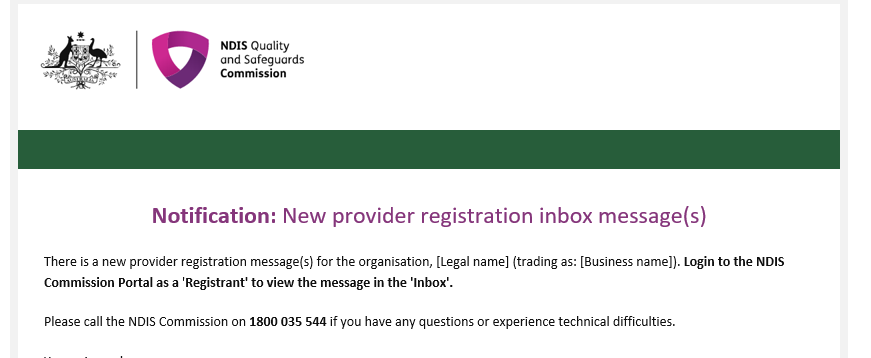 NDIS Quality
and Safeguards
Commission
Notification: New provider registration inbox message(s)
There is a new provider registration message(s) for the organisation, [Legal name] (trading as: [Business name]). Login to the NDIS
Commission Portal as a 'Registrant' to view the message in the 'Inbox'.
Please call the NDIS Commission on 1800 035 544 if you have any questions or experience technical difficulties.